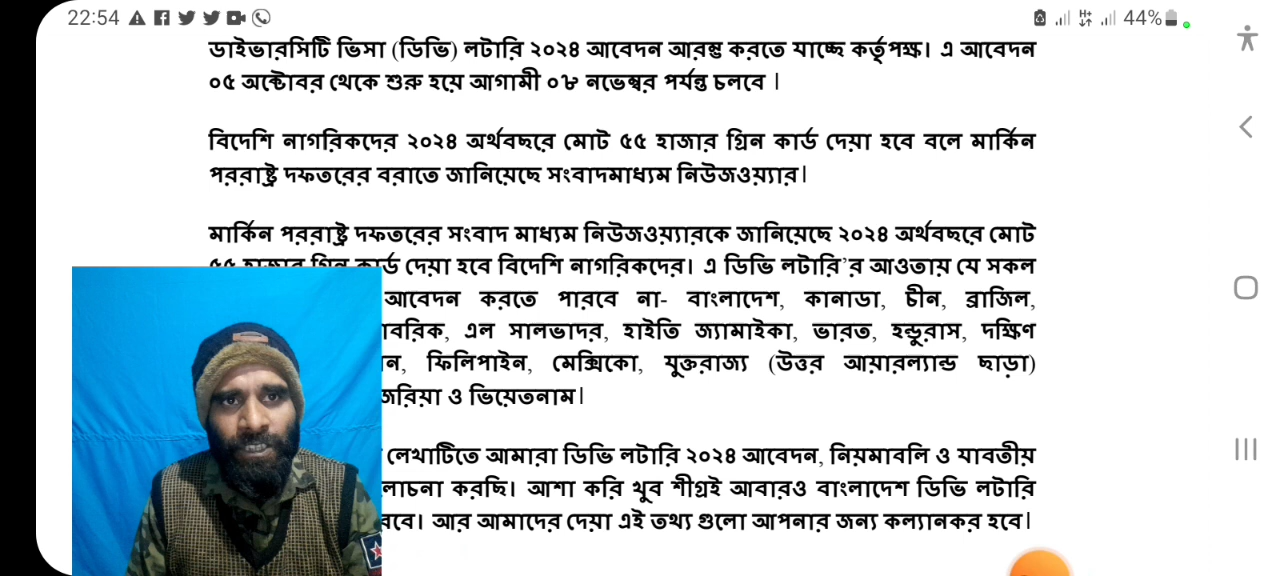 22:54
44%
ডাইভারসিটি ভিসা (ডিভি) লটারি ২০২৪ আবেদন আরম্ভ করতে যাচ্ছে কর্তৃপক্ষ। এ আবেদন
০৫ অক্টোবর থেকে শুরু হয়ে আগামী ০৮ নভেম্বর পর্যন্ত চলবে ।
বিদেশি নাগরিকদের ২০২৪ অর্থবছরে মোট ৫৫ হাজার গ্রিন কার্ড দেয়া হবে বলে মার্কিন
পররাষ্ট্র দফতরের বরাতে জানিয়েছে সংবাদমাধ্যম নিউজওয়্যার।
মার্কিন পররাষ্ট্র দফতরের সংবাদ মাধ্যম নিউজওয়্যারকে জানিয়েছে ২০২৪ অর্থবছরে মোট
৫৫ হাজার গ্রিন কার্ড দেয়া হবে বিদেশি নাগরিকদের। এ ডিভি লটারি’র আওতায় যে সকল
আবেদন করতে পারবে না- বাংলাদেশ, কানাডা, চীন, ব্রাজিল,
এল সালভাদর, হাইতি জ্যামাইকা, ভারত, হন্ডুরাস, দক্ষিণ
ফিলিপাইন, মেক্সিকো, যুক্তরাজ্য (উত্তর আয়ারল্যান্ড ছাড়া)
ও ভিয়েতনাম।
লেখাটিতে আমারা ডিভি লটারি ২০২৪ আবেদন, নিয়মাবলি ও যাবতীয়
করছি। আশা করি খুব শীগ্রই আবারও বাংলাদেশ ডিভি লটারি
আর আমাদের দেয়া এই তথ্য গুলো আপনার জন্য কল্যানকর হবে।